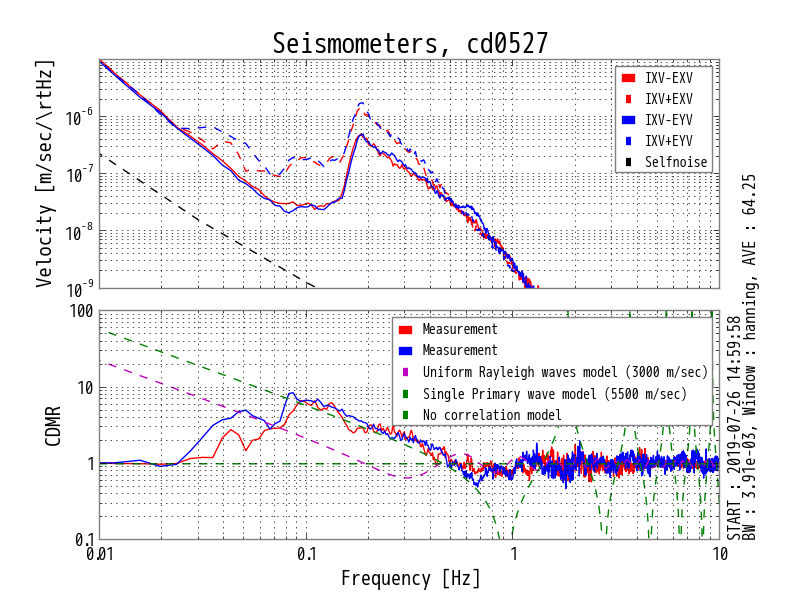 Seismometers, cd0527
Velocity [m/sec/\rtHz]
10^-6
10^-7
10^-8
10^-9
IXV-EXV
IXV+EXV
IXV-EYV
IXV+EYV
Selfnoise
CDMR
100
10
1
0.1
Measurement
Measurement
Uniform Rayleigh waves model (3000 m/sec)
Single Primary wave model (5500 m/sec)
No correlation model
0.01
0.1
1
10
Frequency [Hz]
START : 2019-07-26 14:59:58
BW : 3.91e-03, Window : hanning, AVE : 64.25